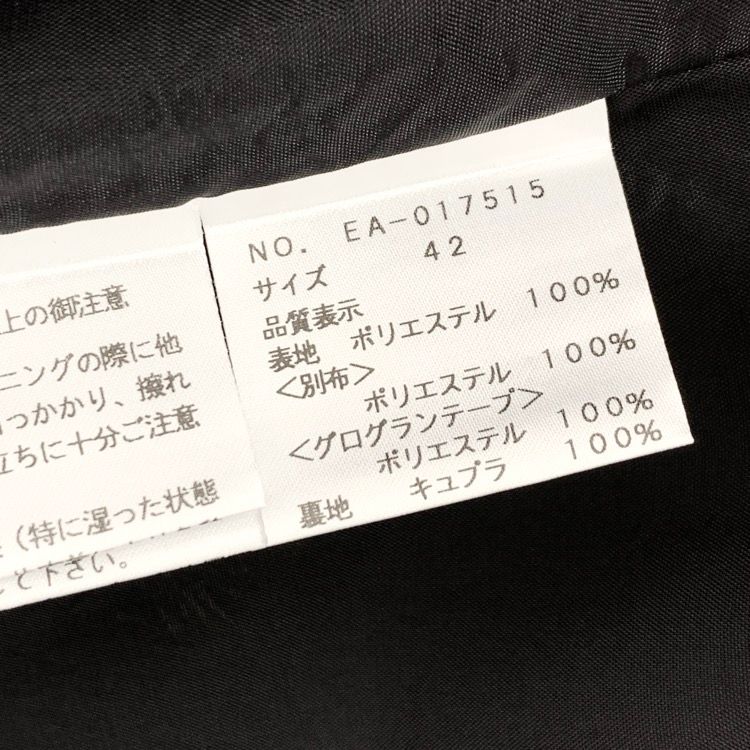 NO. EA-017515
サイズ 42
品質表示
表地 ポリエステル 100%
<別布>
ポリエステル 100%
<グログランテープ>
ポリエステル 100%
裏地 キュプラ 100%
上の御注意
ニングの際に他
っかかり、擦れ
立ちに十分ご注意
(特に湿った状態
て下さい。